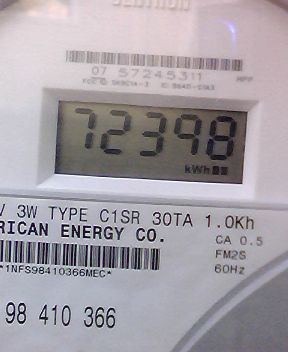 07 57245311
72398
kWh
V 3W TYPE C1SR 30TA 1.0Kh
RICAN ENERGY CO.
CA 0.5
FM2S
60Hz
*1NFS98410366MEC*
98 410 366